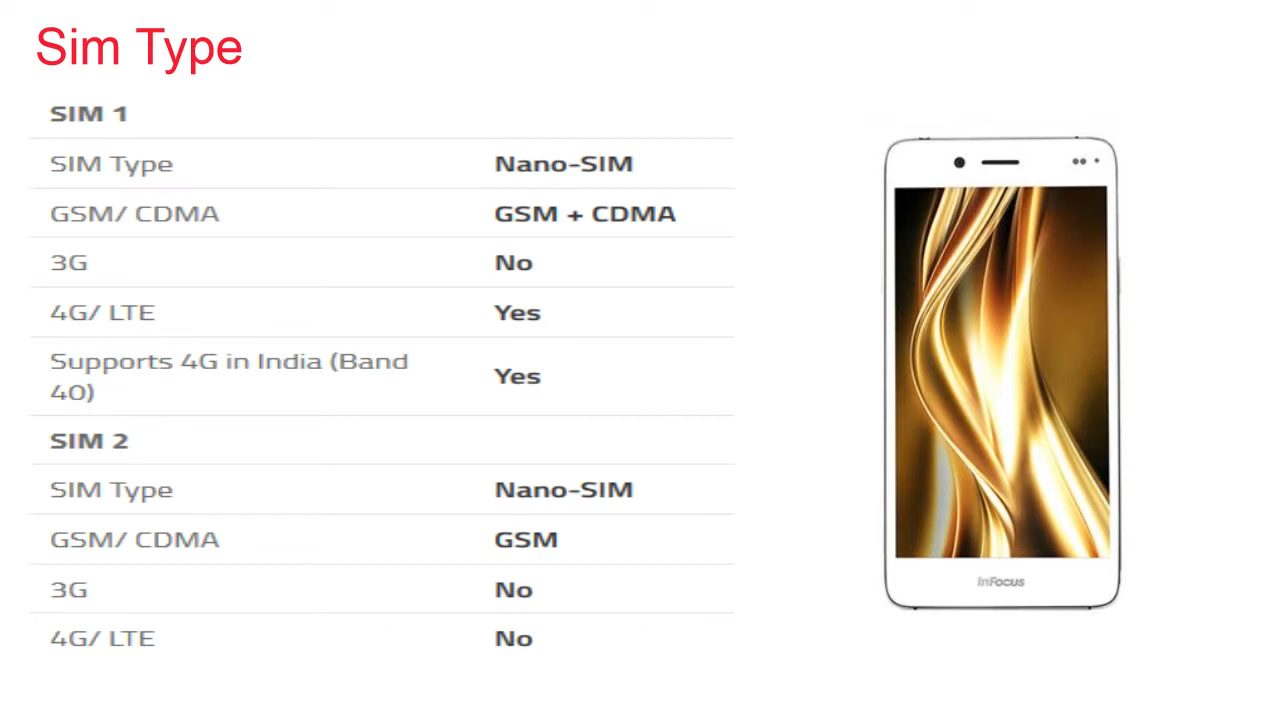 Sim Type
SIM 1
SIM Type Nano-SIM
GSM/ CDMA GSM + CDMA
3G No
4G/ LTE Yes
Supports 4G in India (Band
40) Yes
SIM 2
SIM Type Nano-SIM
GSM/ CDMA GSM
3G No
4G/ LTE No
InFocus